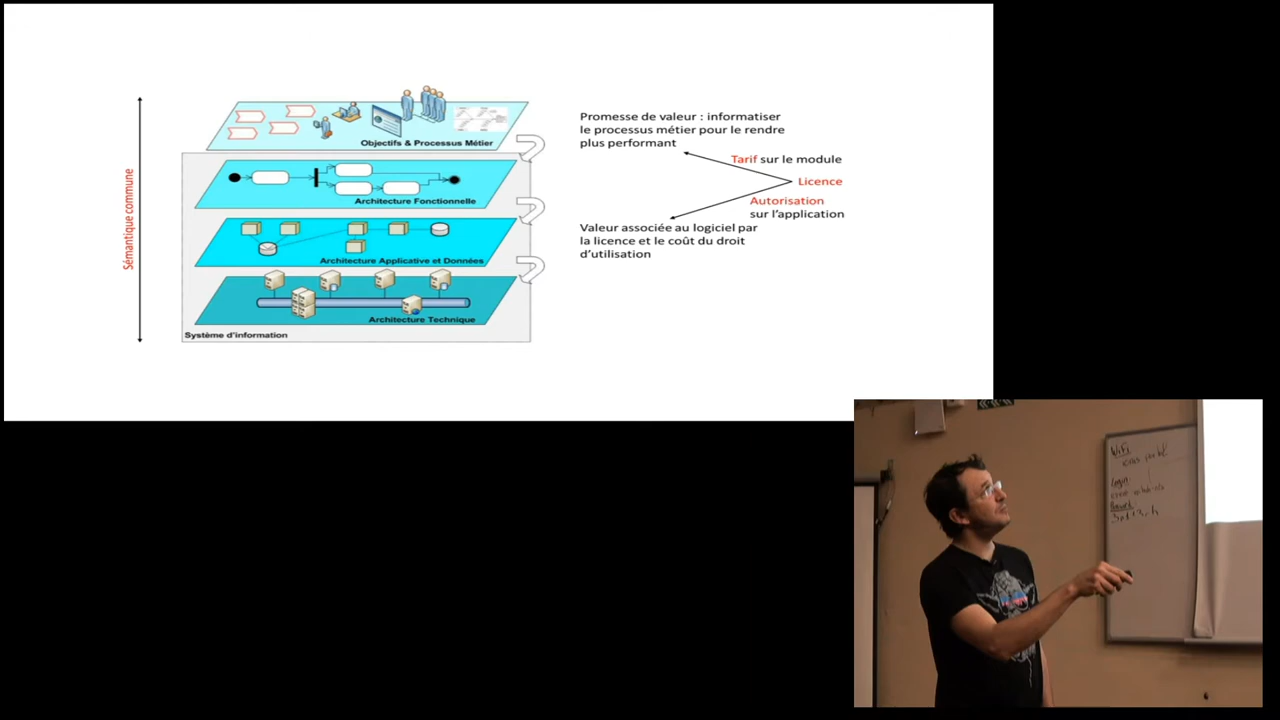 Sémantique commune
Objectifs & Processus Métier
Architecture Fonctionnelle
Architecture Applicative et Données
Architecture Technique
Système d'information
Promesse de valeur : informatiser
le processus métier pour le rendre
plus performant
Tarif sur le module
Licence
Autorisation
sur l'application
Valeur associée au logiciel par
la licence et le coût du droit
d'utilisation
WiFi
Login